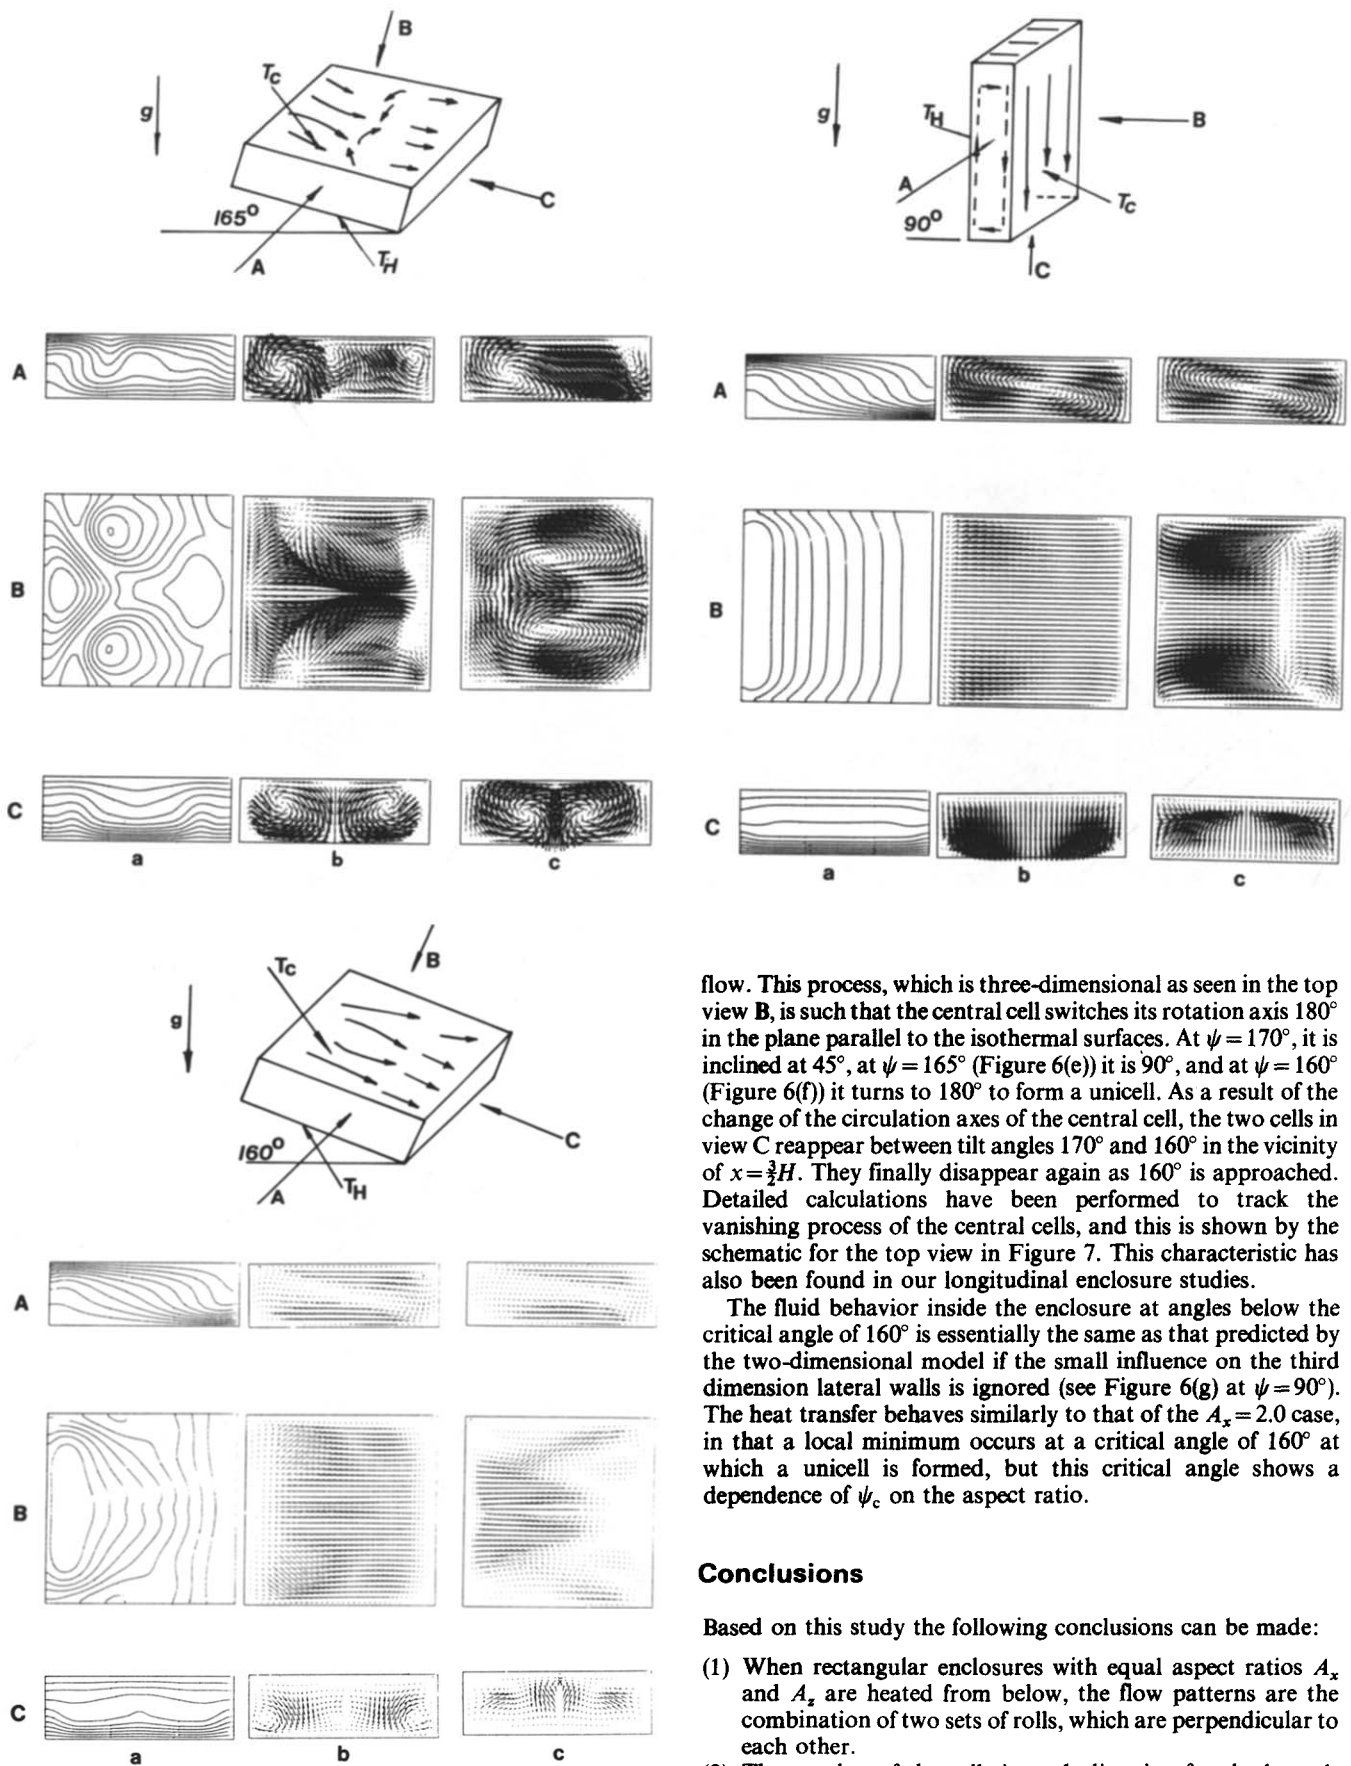 B
T_C
g
C
165°
A
T_H
A
B
C
a b c
T_C
B
g
C
160°
A
T_H
A
B
C
a b c
g
T_H
B
A
T_C
90°
C
A
B
C
a b c
flow. This process, which is three-dimensional as seen in the top
view B, is such that the central cell switches its rotation axis 180°
in the plane parallel to the isothermal surfaces. At ψ = 170°, it is
inclined at 45°, at ψ = 165° (Figure 6(e)) it is 90°, and at ψ = 160°
(Figure 6(f)) it turns to 180° to form a unicell. As a result of the
change of the circulation axes of the central cell, the two cells in
view C reappear between tilt angles 170° and 160° in the vicinity
of x = 3/2H. They finally disappear again as 160° is approached.
Detailed calculations have been performed to track the
vanishing process of the central cells, and this is shown by the
schematic for the top view in Figure 7. This characteristic has
also been found in our longitudinal enclosure studies.
The fluid behavior inside the enclosure at angles below the
critical angle of 160° is essentially the same as that predicted by
the two-dimensional model if the small influence on the third
dimension lateral walls is ignored (see Figure 6(g) at ψ = 90°).
The heat transfer behaves similarly to that of the A_x = 2.0 case,
in that a local minimum occurs at a critical angle of 160° at
which a unicell is formed, but this critical angle shows a
dependence of ψ_c on the aspect ratio.
Conclusions
Based on this study the following conclusions can be made:
(1) When rectangular enclosures with equal aspect ratios A_x
and A_z are heated from below, the flow patterns are the
combination of two sets of rolls, which are perpendicular to
each other.